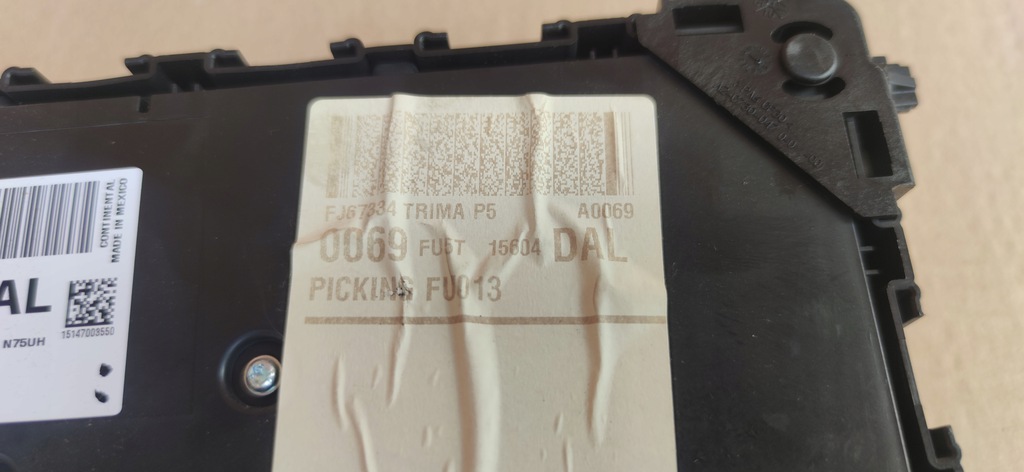 CONTINENTAL
MADE IN MEXICO
AL
15147003550
N75UH
FJ67334 TRIMA P5 A0069
0069 FU5T 15604 DAL
PICKING FU013